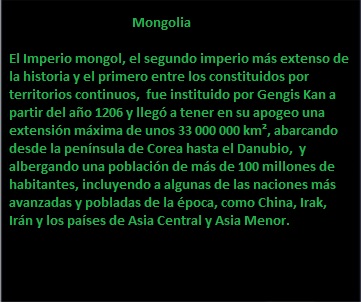 Mongolia
El Imperio mongol, el segundo imperio más extenso de
la historia y el primero entre los constituidos por
territorios continuos, fue instituido por Gengis Kan a
partir del año 1206 y llegó a tener en su apogeo una
extensión máxima de unos 33 000 000 km², abarcando
desde la península de Corea hasta el Danubio, y
albergando una población de más de 100 millones de
habitantes, incluyendo a algunas de las naciones más
avanzadas y pobladas de la época, como China, Irak,
Irán y los países de Asia Central y Asia Menor.